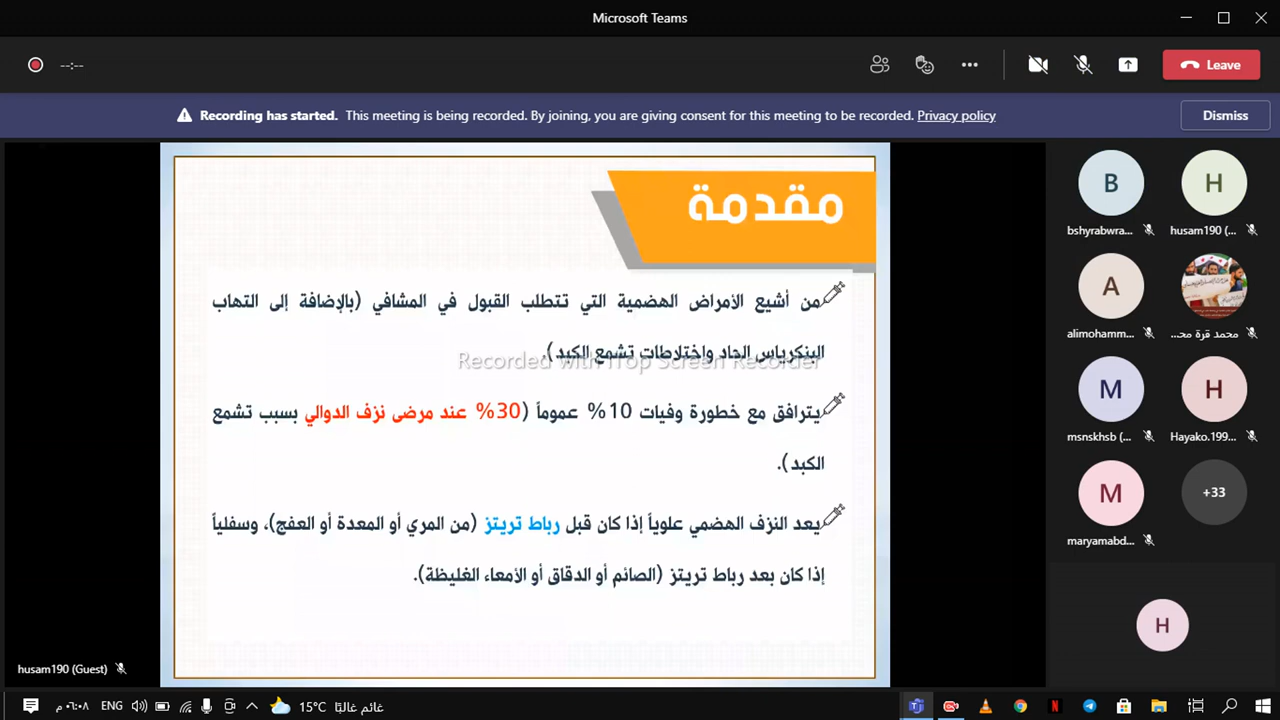 Microsoft Teams
--:--
Leave
Recording has started. This meeting is being recorded. By joining, you are giving consent for this meeting to be recorded. Privacy policy
Dismiss
مقدمة
من أشيع الأمراض الهضمية التي تتطلب القبول في المشافي (بالإضافة إلى التهاب
البنكرياس الحاد واختلاطات تشمع الكبد).
Recorded with iTop Screen Recorder
يترافق مع خطورة وفيات 10% عموماً (30% عند مرضى نزف الدوالي بسبب تشمع
الكبد).
يعد النزف الهضمي علوياً إذا كان قبل رباط تريتز (من المري أو المعدة أو العفج)، وسفلياً
إذا كان بعد رباط تريتز (الصائم أو الدقاق أو الأمعاء الغليظة).
husam190 (Guest)
B
H
bshyrabwra...
husam190 (...
A
alimohamm...
محمد قرة مح...
M
H
msnskhsb (...
Hayako.199...
M
+33
maryamabd...
H
٠٦:٠٨ م
ENG
15°C
غائم غالبًا